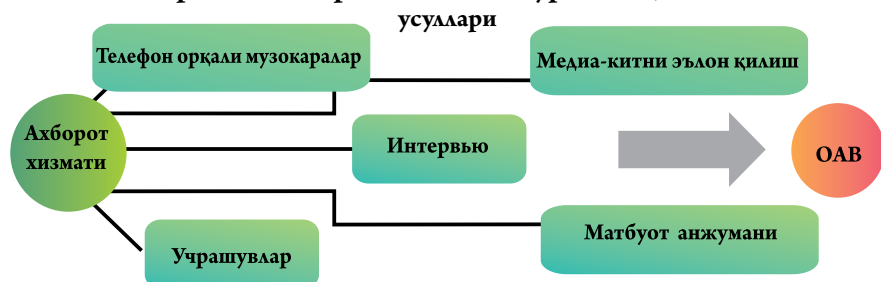 усуллари
Телефон орқали музокаралар
Медиа-китни эълон қилиш
Ахборот
хизмати
Интервью
ОАВ
Матбуот анжумани
Учрашувлар